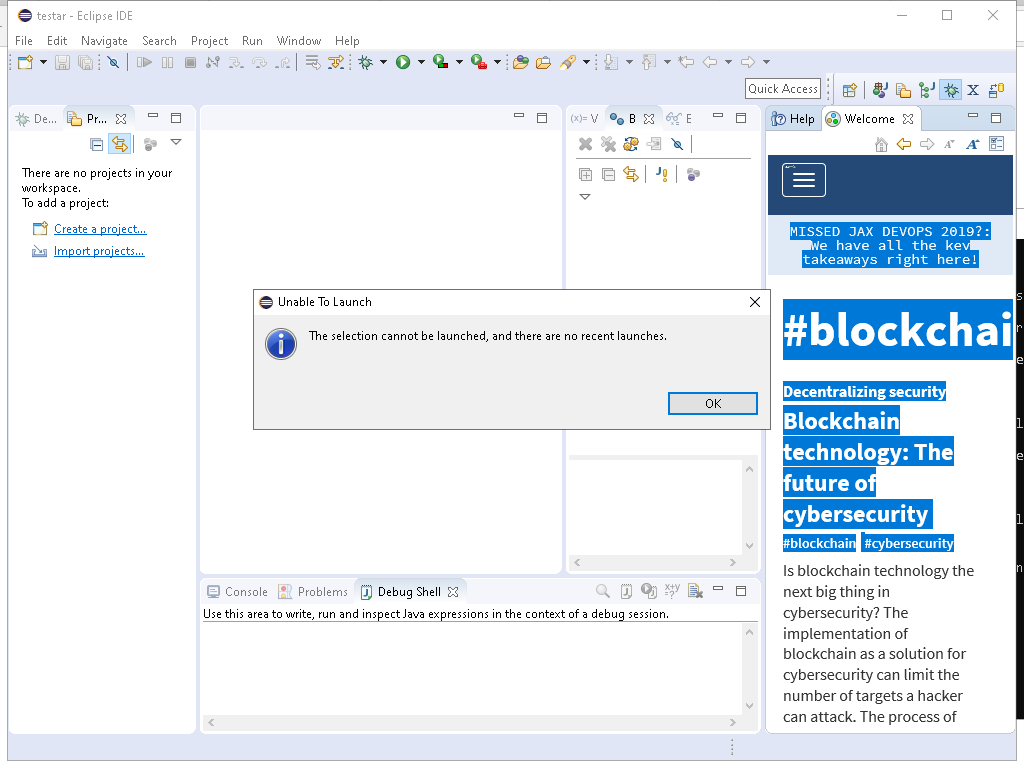 testar - Eclipse IDE
File Edit Navigate Search Project Run Window Help
Quick Access
De... Pr...
There are no projects in your
workspace.
To add a project:
Create a project...
Import projects...
(x)= V B E
Unable To Launch
The selection cannot be launched, and there are no recent launches.
OK
Console Problems Debug Shell
Use this area to write, run and inspect Java expressions in the context of a debug session.
Help Welcome
MISSED JAX DEVOPS 2019?:
We have all the key
takeaways right here!
#blockchai
Decentralizing security
Blockchain
technology: The
future of
cybersecurity
#blockchain #cybersecurity
Is blockchain technology the
next big thing in
cybersecurity? The
implementation of
blockchain as a solution for
cybersecurity can limit the
number of targets a hacker
can attack. The process of